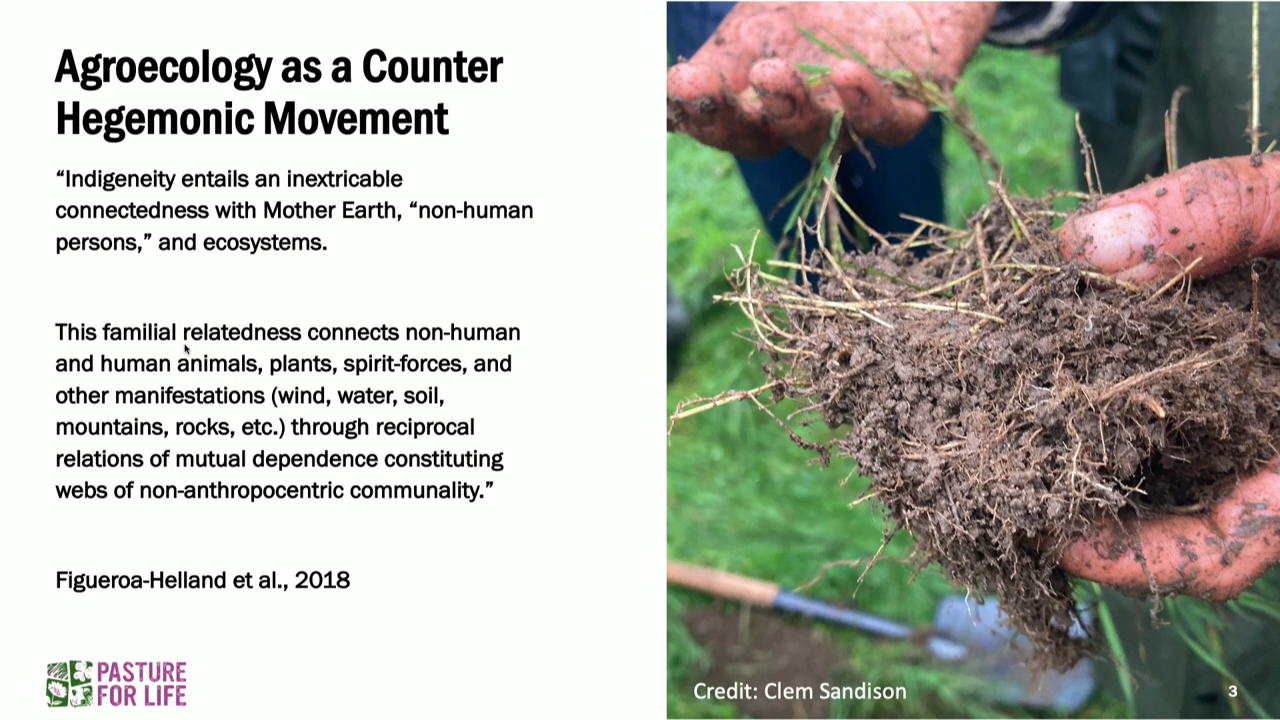 Agroecology as a Counter
Hegemonic Movement
“Indigeneity entails an inextricable
connectedness with Mother Earth, “non-human
persons,” and ecosystems.
This familial relatedness connects non-human
and human animals, plants, spirit-forces, and
other manifestations (wind, water, soil,
mountains, rocks, etc.) through reciprocal
relations of mutual dependence constituting
webs of non-anthropocentric communality.”
Figueroa-Helland et al., 2018
PASTURE
FOR LIFE
Credit: Clem Sandison
3